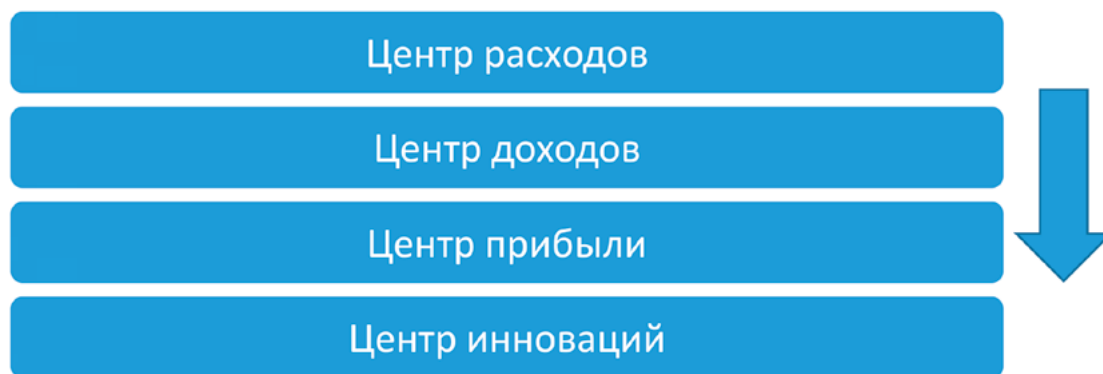 Центр расходов
Центр доходов
Центр прибыли
Центр инноваций